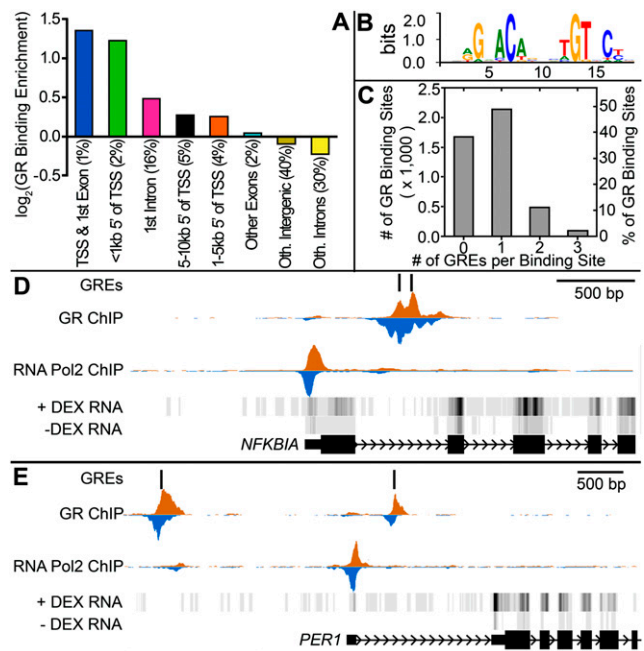 A
log2(GR Binding Enrichment)
1.5
1.0
0.5
0.0
-0.5
TSS & 1st Exon (1%)
<1kb 5' of TSS (2%)
1st Intron (16%)
5-10kb 5' of TSS (5%)
1-5kb 5' of TSS (4%)
Other Exons (2%)
Oth. Intergenic (40%)
Oth. Introns (30%)
B
bits
2.0
1.0
0.0
AG ACA TGT CT
5 10 15
C
# of GR Binding Sites
( x 1,000)
2.5
2.0
1.5
1.0
0.5
0.0
% of GR Binding Sites
50
40
30
20
10
0
0 1 2 3
# of GREs per Binding Site
D
GREs
500 bp
GR ChIP
RNA Pol2 ChIP
+ DEX RNA
-DEX RNA
NFKBIA
E
GREs
500 bp
GR ChIP
RNA Pol2 ChIP
+ DEX RNA
- DEX RNA
PER1